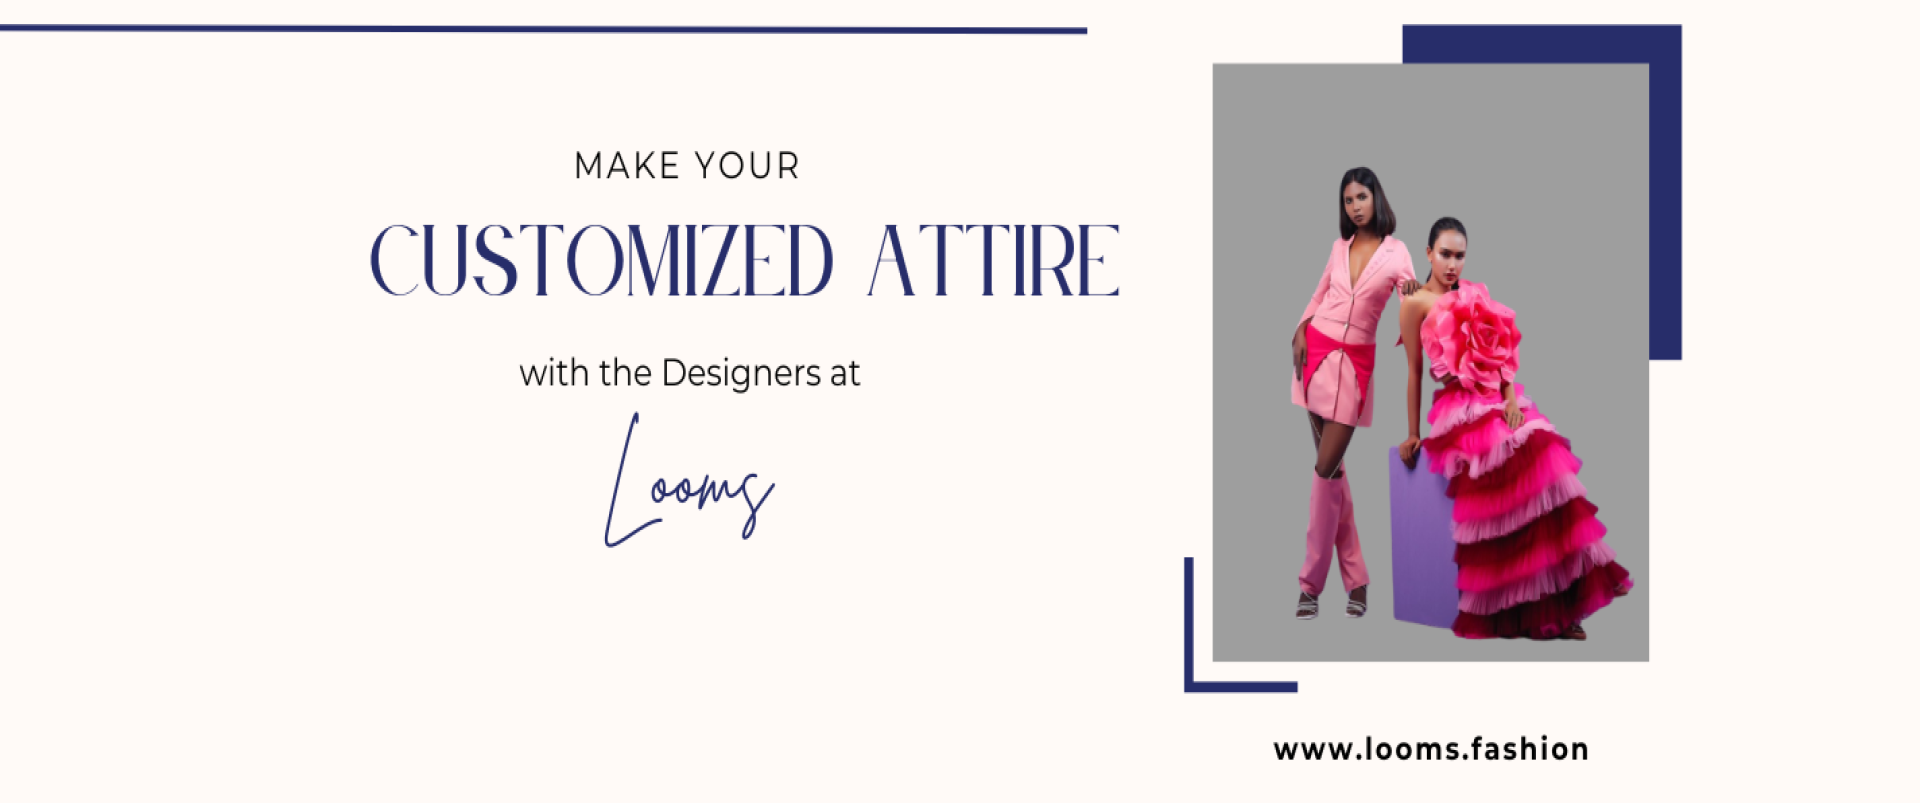 MAKE YOUR
CUSTOMIZED ATTIRE
with the Designers at
Looms
www.looms.fashion